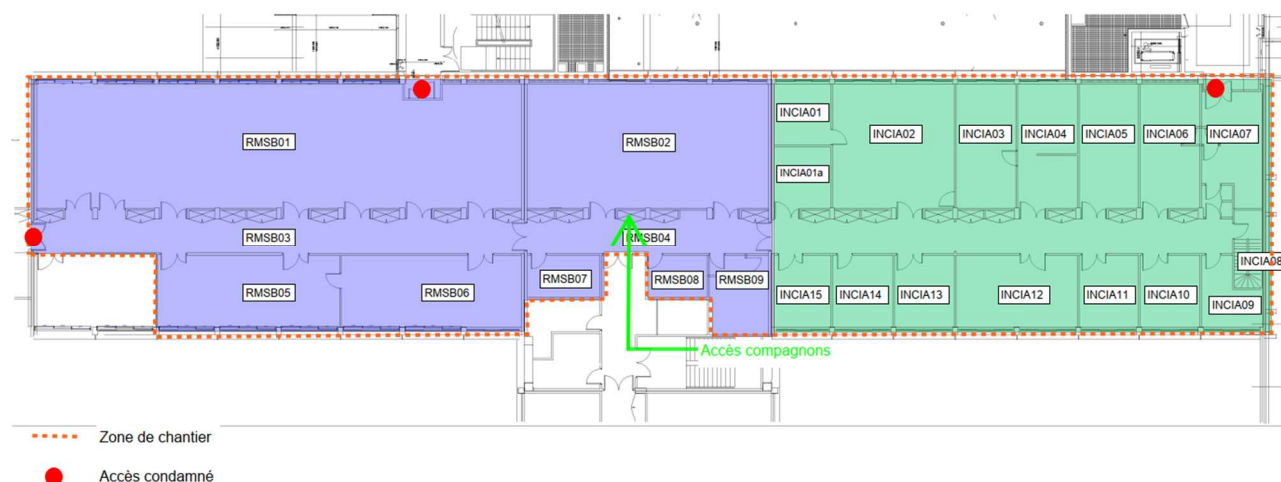 RMSB01
RMSB02
INCIA01
INCIA02
INCIA03
INCIA04
INCIA05
INCIA06
INCIA07
INCIA01a
RMSB03
RMSB04
INCIA08
RMSB05
RMSB06
RMSB07
RMSB08
RMSB09
INCIA15
INCIA14
INCIA13
INCIA12
INCIA11
INCIA10
INCIA09
Accès compagnons
Zone de chantier
Accès condamné